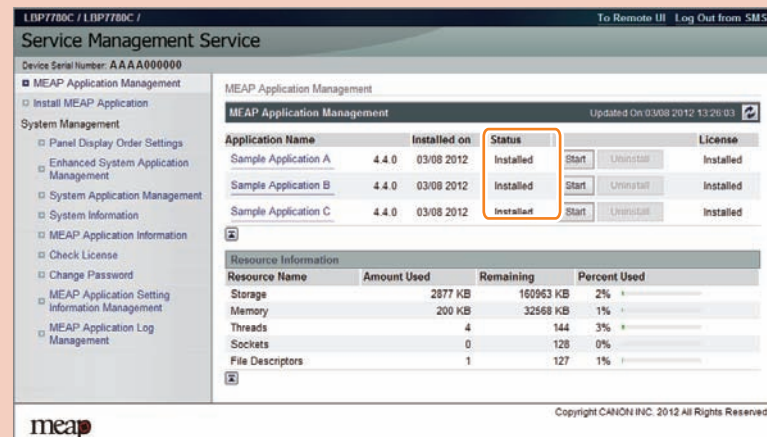 LBP7780C / LBP7780C /
To Remote UI Log Out from SMS
Service Management Service
Device Serial Number: AAAA000000
MEAP Application Management
Install MEAP Application
System Management
Panel Display Order Settings
Enhanced System Application
Management
System Application Management
System Information
MEAP Application Information
Check License
Change Password
MEAP Application Setting
Information Management
MEAP Application Log
Management
MEAP Application Management
MEAP Application Management Updated On:03/08 2012 13:26:03
Application Name Installed on Status License
Sample Application A 4.4.0 03/08 2012 Installed Start Uninstall Installed
Sample Application B 4.4.0 03/08 2012 Installed Start Uninstall Installed
Sample Application C 4.4.0 03/08 2012 Installed Start Uninstall Installed
Resource Information
Resource Name Amount Used Remaining Percent Used
Storage 2877 KB 160963 KB 2%
Memory 200 KB 32568 KB 1%
Threads 4 144 3%
Sockets 0 128 0%
File Descriptors 1 127 1%
Copyright CANON INC. 2012 All Rights Reserved
meap